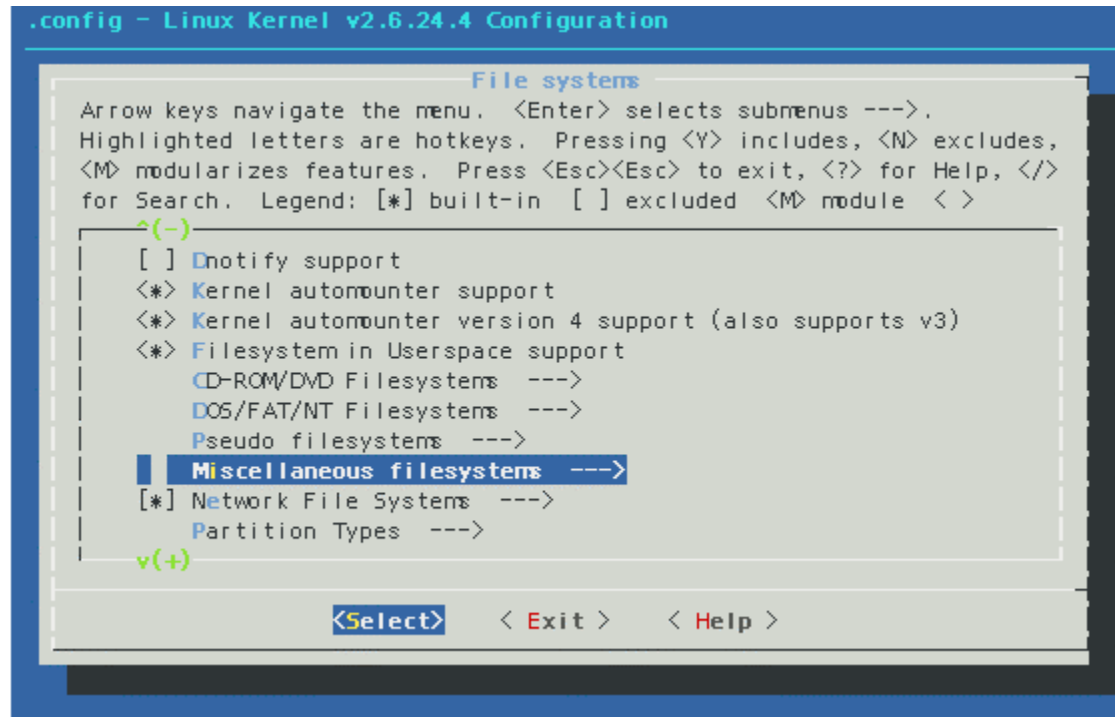 .config - Linux Kernel v2.6.24.4 Configuration
File systems
Arrow keys navigate the menu.  <Enter> selects submenus --->.
Highlighted letters are hotkeys.  Pressing <Y> includes, <N> excludes,
<M> modularizes features.  Press <Esc><Esc> to exit, <?> for Help, </>
for Search.  Legend: [*] built-in  [ ] excluded  <M> module  < >
^(-)
[ ] Dnotify support
<*> Kernel automounter support
<*> Kernel automounter version 4 support (also supports v3)
<*> Filesystem in Userspace support
CD-ROM/DVD Filesystems  --->
DOS/FAT/NT Filesystems  --->
Pseudo filesystems  --->
Miscellaneous filesystems  --->
[*] Network File Systems  --->
Partition Types  --->
v(+)
<Select>    < Exit >    < Help >